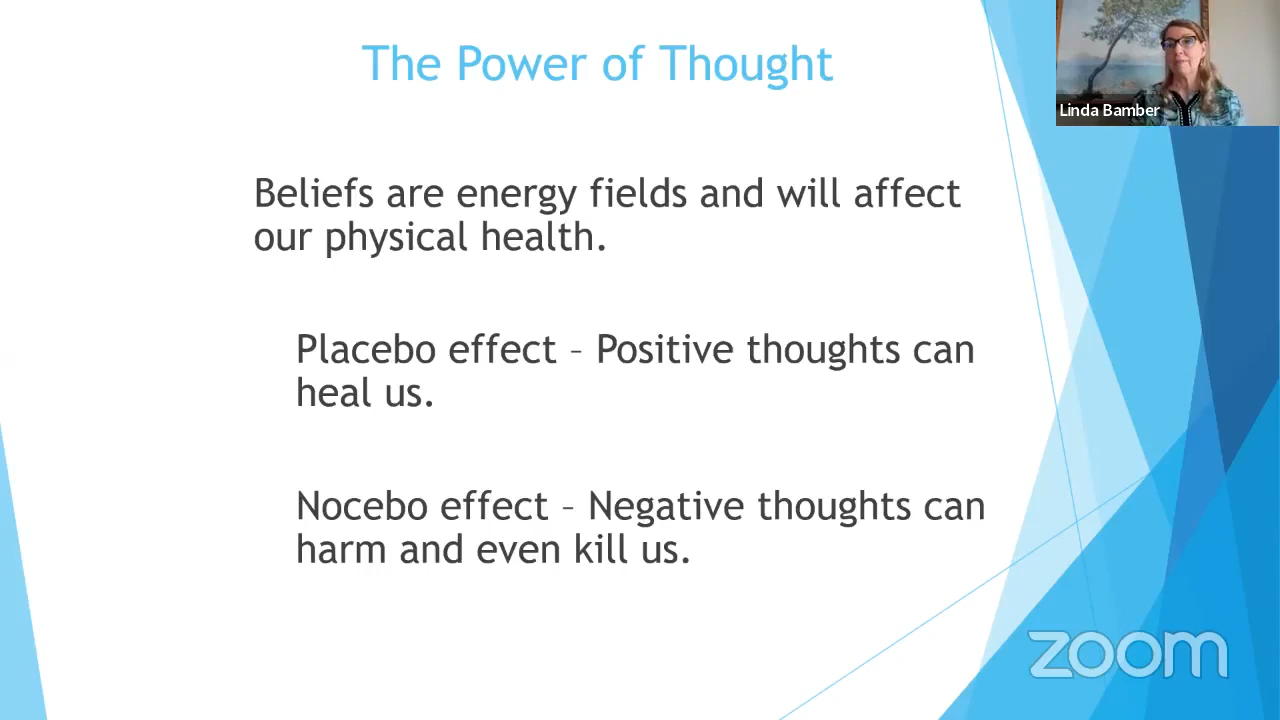 The Power of Thought
Linda Bamber
Beliefs are energy fields and will affect
our physical health.
Placebo effect – Positive thoughts can
heal us.
Nocebo effect – Negative thoughts can
harm and even kill us.
zoom